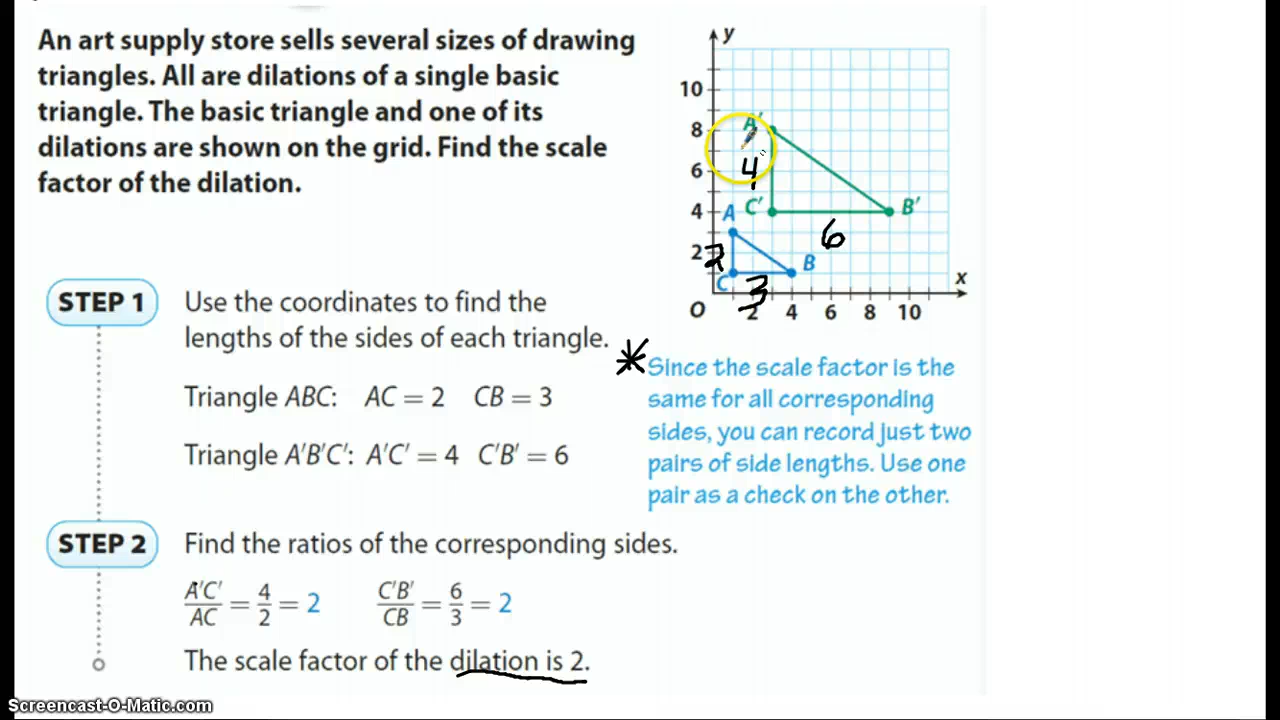 An art supply store sells several sizes of drawing
triangles. All are dilations of a single basic
triangle. The basic triangle and one of its
dilations are shown on the grid. Find the scale
factor of the dilation.
y
10
8
6
4
2
A'
4
C'
B'
6
A
2
B
C
3
x
O
2 4 6 8 10
STEP 1
Use the coordinates to find the
lengths of the sides of each triangle.
Triangle ABC: AC = 2 CB = 3
Triangle A'B'C': A'C' = 4 C'B' = 6
* Since the scale factor is the
same for all corresponding
sides, you can record just two
pairs of side lengths. Use one
pair as a check on the other.
STEP 2
Find the ratios of the corresponding sides.
A'C'/AC = 4/2 = 2 C'B'/CB = 6/3 = 2
The scale factor of the dilation is 2.
Screencast-O-Matic.com